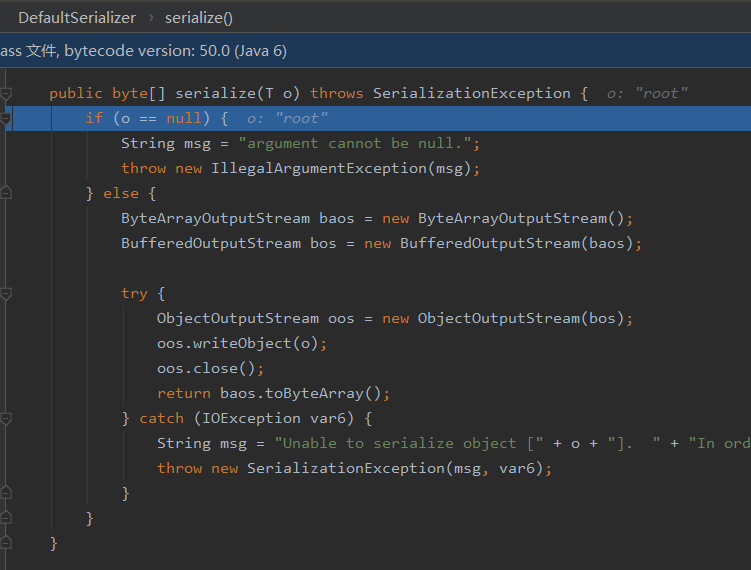 DefaultSerializer › serialize()
ass 文件, bytecode version: 50.0 (Java 6)
public byte[] serialize(T o) throws SerializationException { o: "root"
if (o == null) { o: "root"
String msg = "argument cannot be null.";
throw new IllegalArgumentException(msg);
} else {
ByteArrayOutputStream baos = new ByteArrayOutputStream();
BufferedOutputStream bos = new BufferedOutputStream(baos);
try {
ObjectOutputStream oos = new ObjectOutputStream(bos);
oos.writeObject(o);
oos.close();
return baos.toByteArray();
} catch (IOException var6) {
String msg = "Unable to serialize object [" + o + "].  " + "In ord
throw new SerializationException(msg, var6);
}
}
}